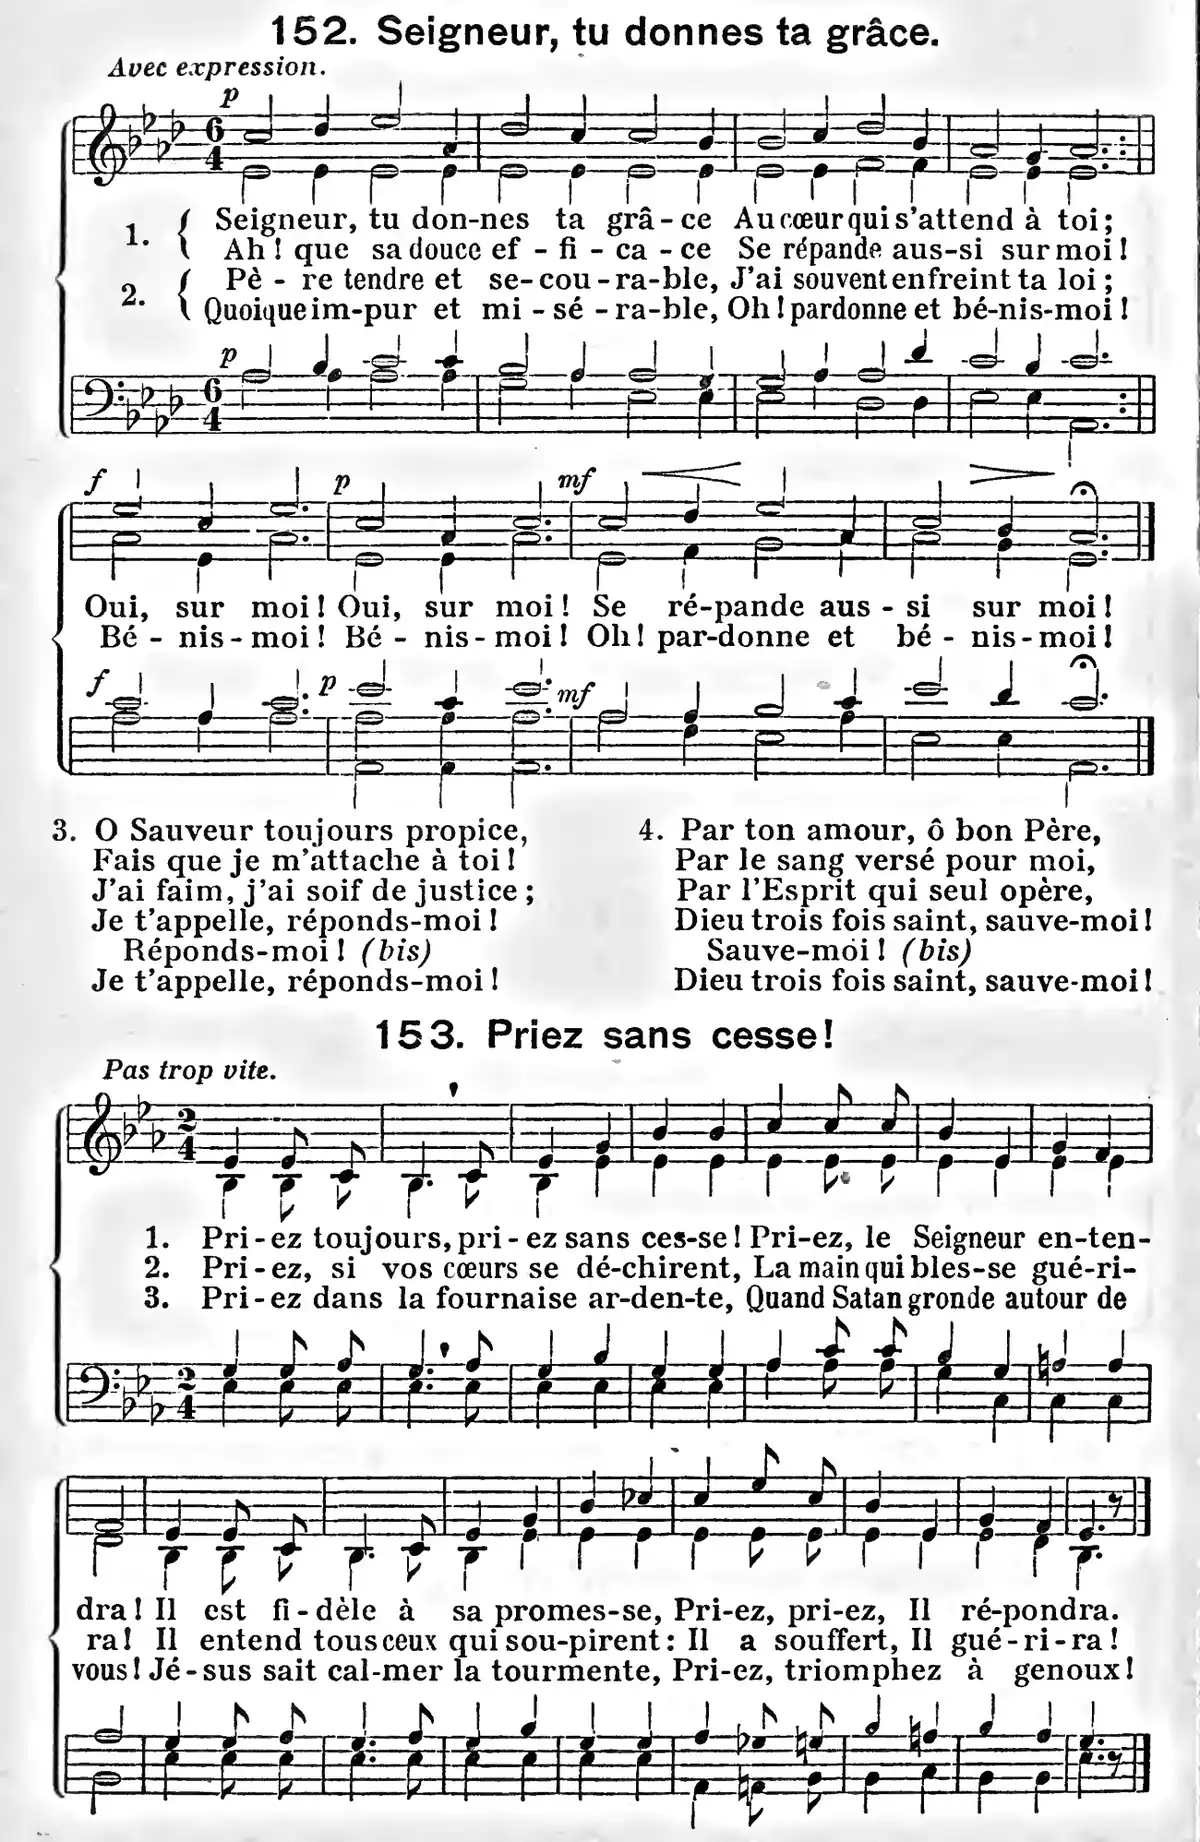 152. Seigneur, tu donnes ta grâce.
Avec expression.
p
6
4
1. Seigneur, tu don-nes ta grâ-ce Au cœur qui s'attend à toi;
Ah! que sa douce ef-fi-ca-ce Se répande aus-si sur moi!
2. Pè-re tendre et se-cou-ra-ble, J'ai souvent enfreint ta loi;
Quoique im-pur et mi-sé-ra-ble, Oh! pardonne et bé-nis-moi!
p
6
4
f p mf
Oui, sur moi! Oui, sur moi! Se ré-pande aus-si sur moi!
Bé-nis-moi! Bé-nis-moi! Oh! par-donne et bé-nis-moi!
f p mf
3. O Sauveur toujours propice,
Fais que je m'attache à toi!
J'ai faim, j'ai soif de justice;
Je t'appelle, réponds-moi!
Réponds-moi! (bis)
Je t'appelle, réponds-moi!
4. Par ton amour, ô bon Père,
Par le sang versé pour moi,
Par l'Esprit qui seul opère,
Dieu trois fois saint, sauve-moi!
Sauve-moi! (bis)
Dieu trois fois saint, sauve-moi!
153. Priez sans cesse!
Pas trop vite.
2
4
1. Pri-ez toujours, pri-ez sans ces-se! Pri-ez, le Seigneur en-ten-
2. Pri-ez, si vos cœurs se dé-chirent, La main qui bles-se gué-ri-
3. Pri-ez dans la fournaise ar-den-te, Quand Satan gronde autour de
2
4
dra! Il est fi-dèle à sa promes-se, Pri-ez, pri-ez, Il ré-pondra.
ra! Il entend tous ceux qui sou-pirent: Il a souffert, Il gué-ri-ra!
vous! Jé-sus sait cal-mer la tourmente, Pri-ez, triomphez à genoux!